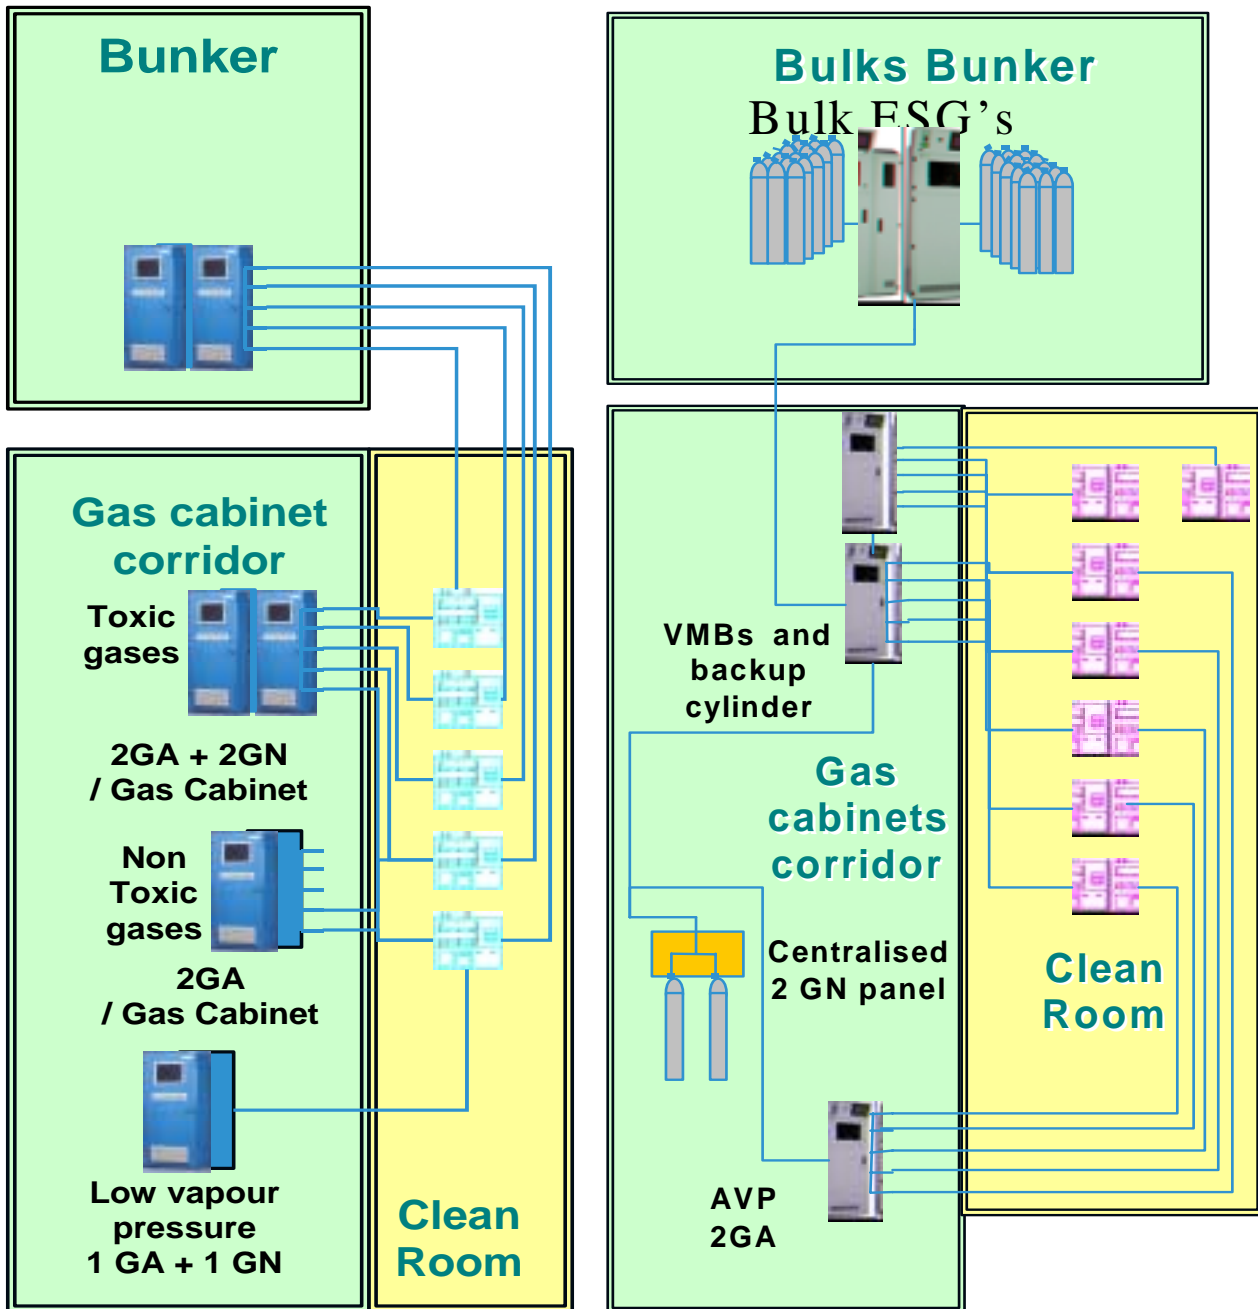 Bunker
Gas cabinet
corridor
Toxic
gases
2GA + 2GN
/ Gas Cabinet
Non
Toxic
gases
2GA
/ Gas Cabinet
Low vapour
pressure
1 GA + 1 GN
Clean
Room
Bulks Bunker
Bulk ESG’s
VMBs and
backup
cylinder
Gas
cabinets
corridor
Centralised
2 GN panel
Clean
Room
AVP
2GA